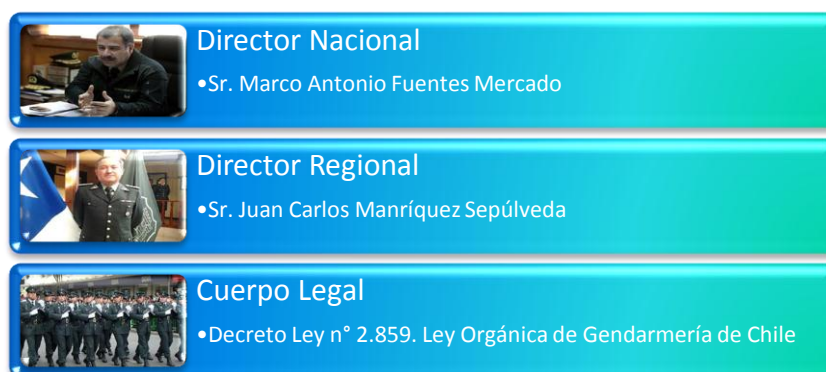 Director Nacional
•Sr. Marco Antonio Fuentes Mercado
Director Regional
•Sr. Juan Carlos Manríquez Sepúlveda
Cuerpo Legal
•Decreto Ley n° 2.859. Ley Orgánica de Gendarmería de Chile